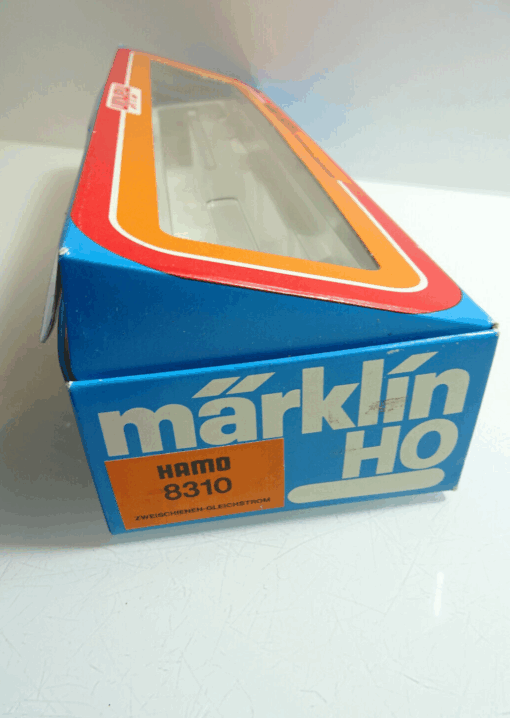 märklin
HO
HAMO
8310
ZWEISCHIENEN-GLEICHSTROM